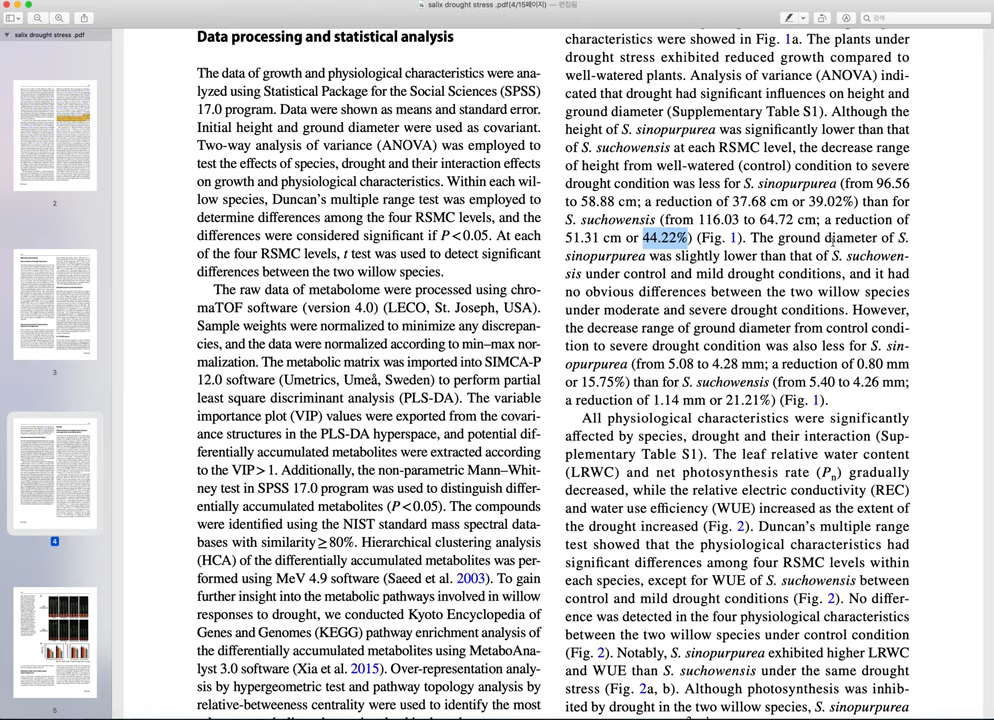 salix drought stress .pdf(4/15페이지) — 편집됨
검색
salix drought stress .pdf
2
3
4
5
Data processing and statistical analysis
The data of growth and physiological characteristics were ana-
lyzed using Statistical Package for the Social Sciences (SPSS)
17.0 program. Data were shown as means and standard error.
Initial height and ground diameter were used as covariant.
Two-way analysis of variance (ANOVA) was employed to
test the effects of species, drought and their interaction effects
on growth and physiological characteristics. Within each wil-
low species, Duncan's multiple range test was employed to
determine differences among the four RSMC levels, and the
differences were considered significant if P<0.05. At each
of the four RSMC levels, t test was used to detect significant
differences between the two willow species.
The raw data of metabolome were processed using chro-
maTOF software (version 4.0) (LECO, St. Joseph, USA).
Sample weights were normalized to minimize any discrepan-
cies, and the data were normalized according to min–max nor-
malization. The metabolic matrix was imported into SIMCA-P
12.0 software (Umetrics, Umeå, Sweden) to perform partial
least square discriminant analysis (PLS-DA). The variable
importance plot (VIP) values were exported from the covari-
ance structures in the PLS-DA hyperspace, and potential dif-
ferentially accumulated metabolites were extracted according
to the VIP>1. Additionally, the non-parametric Mann–Whit-
ney test in SPSS 17.0 program was used to distinguish differ-
entially accumulated metabolites (P<0.05). The compounds
were identified using the NIST standard mass spectral data-
bases with similarity≥80%. Hierarchical clustering analysis
(HCA) of the differentially accumulated metabolites was per-
formed using MeV 4.9 software (Saeed et al. 2003). To gain
further insight into the metabolic pathways involved in willow
responses to drought, we conducted Kyoto Encyclopedia of
Genes and Genomes (KEGG) pathway enrichment analysis of
the differentially accumulated metabolites using MetaboAna-
lyst 3.0 software (Xia et al. 2015). Over-representation analy-
sis by hypergeometric test and pathway topology analysis by
relative-betweeness centrality were used to identify the most
characteristics were showed in Fig. 1a. The plants under
drought stress exhibited reduced growth compared to
well-watered plants. Analysis of variance (ANOVA) indi-
cated that drought had significant influences on height and
ground diameter (Supplementary Table S1). Although the
height of S. sinopurpurea was significantly lower than that
of S. suchowensis at each RSMC level, the decrease range
of height from well-watered (control) condition to severe
drought condition was less for S. sinopurpurea (from 96.56
to 58.88 cm; a reduction of 37.68 cm or 39.02%) than for
S. suchowensis (from 116.03 to 64.72 cm; a reduction of
51.31 cm or 44.22%) (Fig. 1). The ground diameter of S.
sinopurpurea was slightly lower than that of S. suchowen-
sis under control and mild drought conditions, and it had
no obvious differences between the two willow species
under moderate and severe drought conditions. However,
the decrease range of ground diameter from control condi-
tion to severe drought condition was also less for S. sin-
opurpurea (from 5.08 to 4.28 mm; a reduction of 0.80 mm
or 15.75%) than for S. suchowensis (from 5.40 to 4.26 mm;
a reduction of 1.14 mm or 21.21%) (Fig. 1).
All physiological characteristics were significantly
affected by species, drought and their interaction (Sup-
plementary Table S1). The leaf relative water content
(LRWC) and net photosynthesis rate (Pn) gradually
decreased, while the relative electric conductivity (REC)
and water use efficiency (WUE) increased as the extent of
the drought increased (Fig. 2). Duncan's multiple range
test showed that the physiological characteristics had
significant differences among four RSMC levels within
each species, except for WUE of S. suchowensis between
control and mild drought conditions (Fig. 2). No differ-
ence was detected in the four physiological characteristics
between the two willow species under control condition
(Fig. 2). Notably, S. sinopurpurea exhibited higher LRWC
and WUE than S. suchowensis under the same drought
stress (Fig. 2a, b). Although photosynthesis was inhib-
ited by drought in the two willow species, S. sinopurpurea